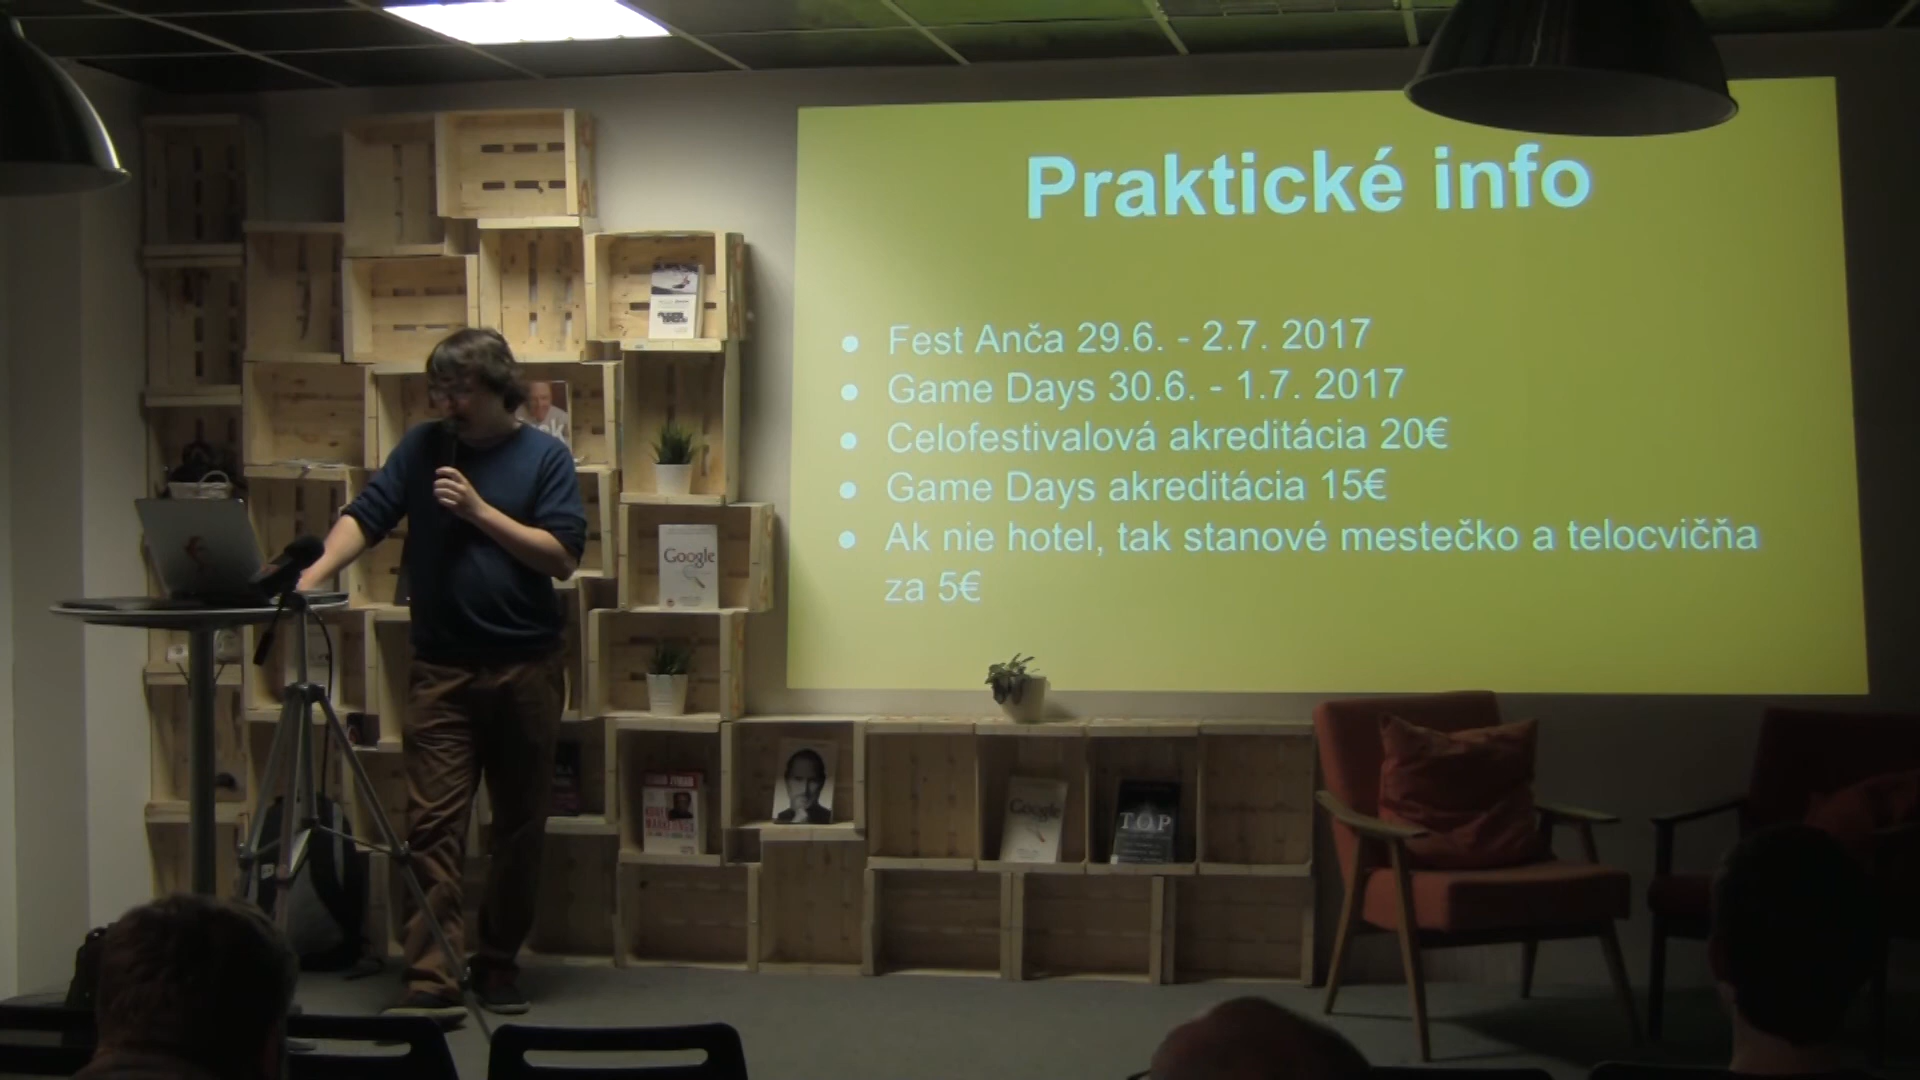 Praktické info
Fest Anča 29.6. - 2.7. 2017
Game Days 30.6. - 1.7. 2017
Celofestivalová akreditácia 20€
Game Days akreditácia 15€
Ak nie hotel, tak stanové mestečko a telocvičňa
za 5€
Google
Google
TOP